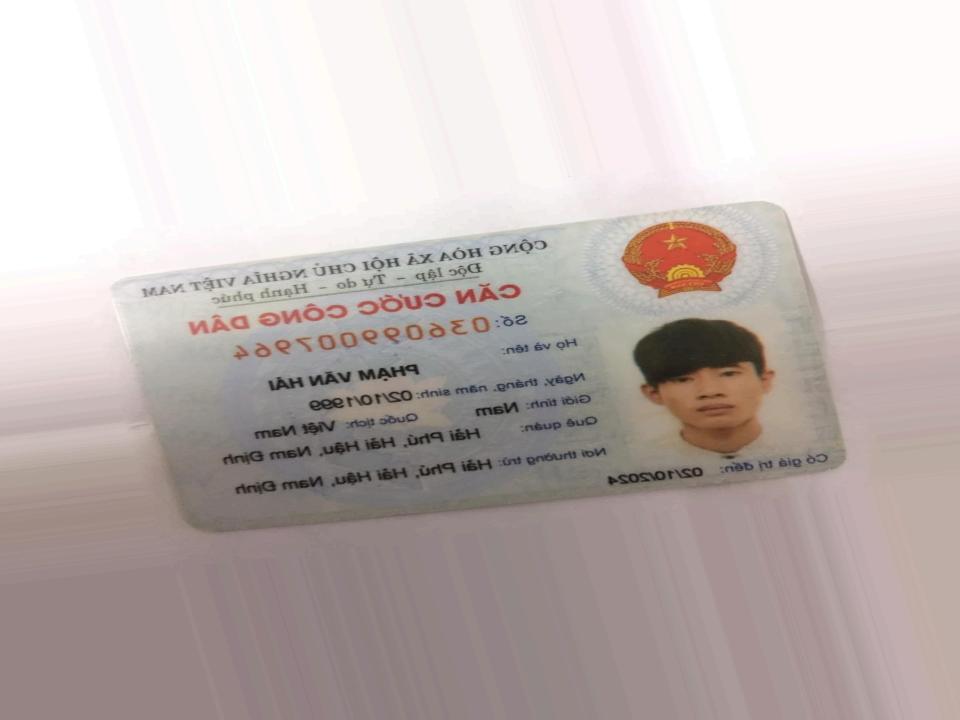 CỘNG HÒA XÃ HỘI CHỦ NGHĨA VIỆT NAM
Độc lập - Tự do - Hạnh phúc
CĂN CƯỚC CÔNG DÂN
Số: 036099007964
Họ và tên:
PHẠM VĂN HẢI
Ngày, tháng, năm sinh: 02/10/1999
Giới tính: Nam Quốc tịch: Việt Nam
Quê quán: Hải Phú, Hải Hậu, Nam Định
Nơi thường trú: Hải Phú, Hải Hậu, Nam Định
Có giá trị đến: 02/10/2024